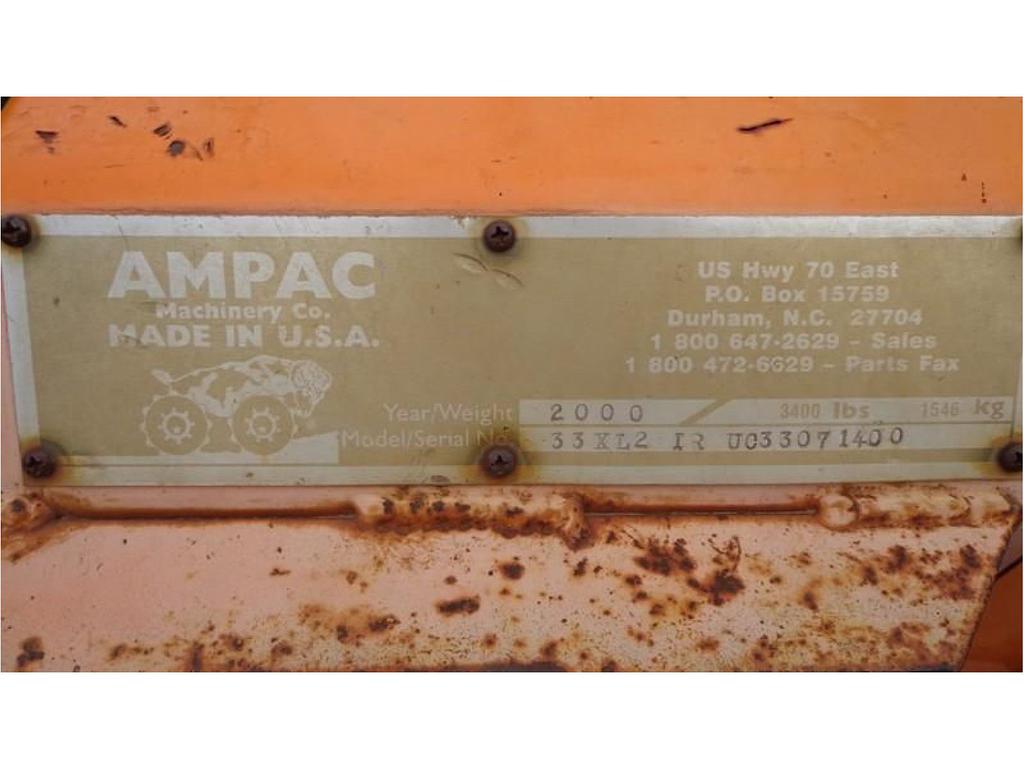 AMPAC
Machinery Co.
MADE IN U.S.A.
US Hwy 70 East
P.O. Box 15759
Durham, N.C. 27704
1 800 647-2629 - Sales
1 800 472-6629 - Parts Fax
Year/Weight 2000 / 3400 lbs 1546 kg
Model/Serial No. 33XL2 IR UC33071400